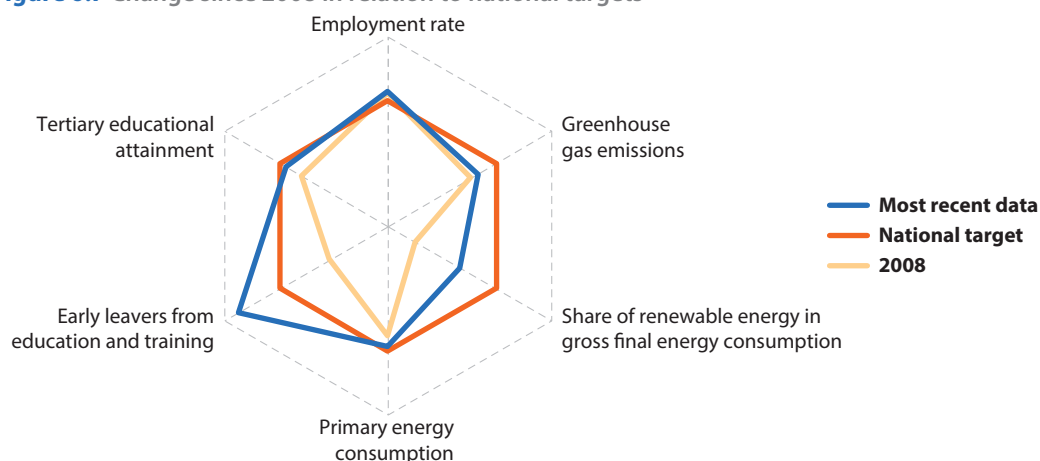 Employment rate
Tertiary educational
attainment
Greenhouse
gas emissions
Most recent data
National target
2008
Early leavers from
education and training
Share of renewable energy in
gross final energy consumption
Primary energy
consumption